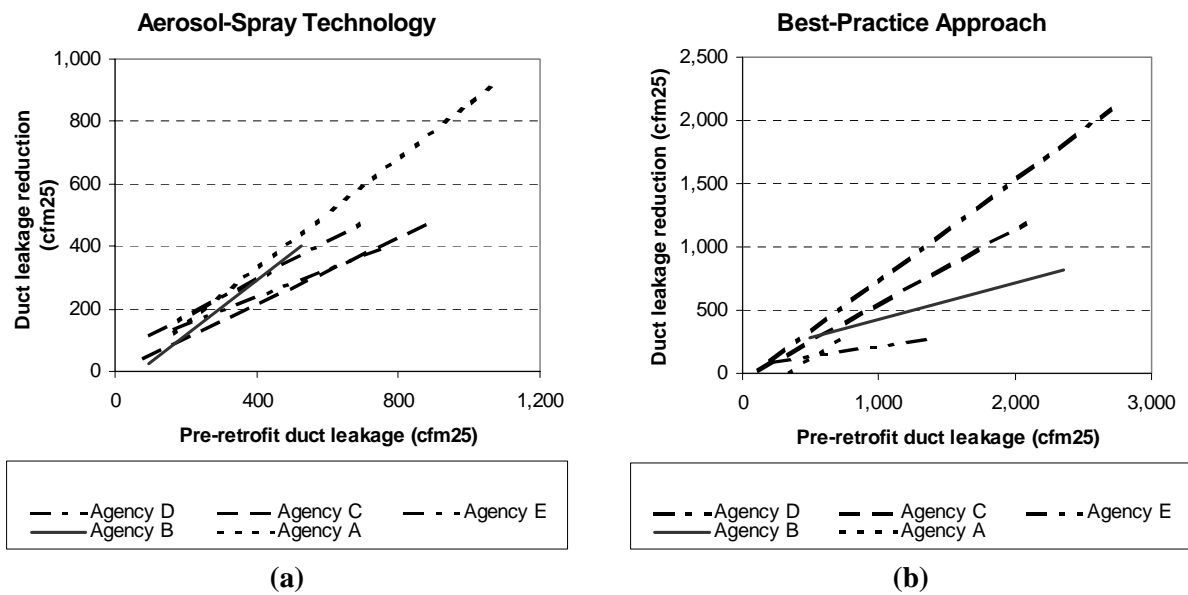 Aerosol-Spray Technology
Duct leakage reduction
(cfm25)
1,000
800
600
400
200
0
0 400 800 1,200
Pre-retrofit duct leakage (cfm25)
Agency D Agency C Agency E
Agency B Agency A
(a)
Best-Practice Approach
Duct leakage reduction (cfm25)
2,500
2,000
1,500
1,000
500
0
0 1,000 2,000 3,000
Pre-retrofit duct leakage (cfm25)
Agency D Agency C Agency E
Agency B Agency A
(b)